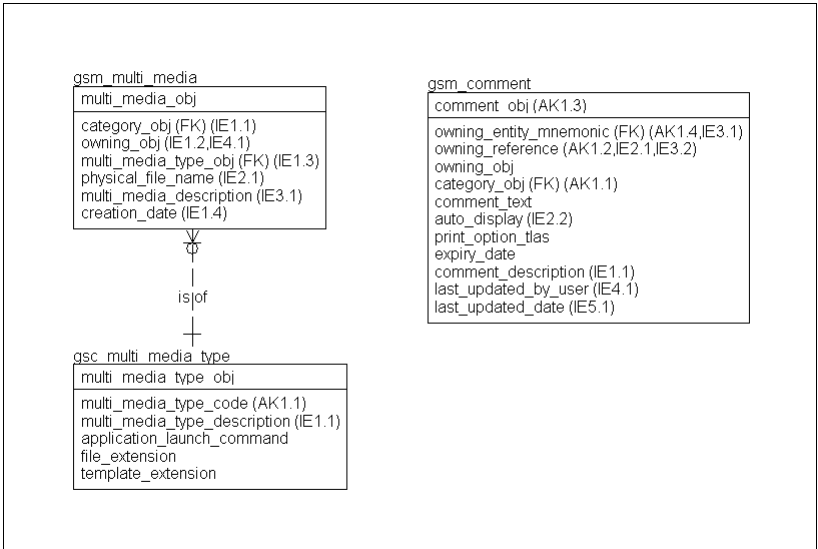 gsm_multi_media
multi_media_obj
category_obj (FK) (IE1.1)
owning_obj (IE1.2,IE4.1)
multi_media_type_obj (FK) (IE1.3)
physical_file_name (IE2.1)
multi_media_description (IE3.1)
creation_date (IE1.4)
is of
gsc_multi_media_type
multi_media_type_obj
multi_media_type_code (AK1.1)
multi_media_type_description (IE1.1)
application_launch_command
file_extension
template_extension
gsm_comment
comment_obj (AK1.3)
owning_entity_mnemonic (FK) (AK1.4,IE3.1)
owning_reference (AK1.2,IE2.1,IE3.2)
owning_obj
category_obj (FK) (AK1.1)
comment_text
auto_display (IE2.2)
print_option_tlas
expiry_date
comment_description (IE1.1)
last_updated_by_user (IE4.1)
last_updated_date (IE5.1)